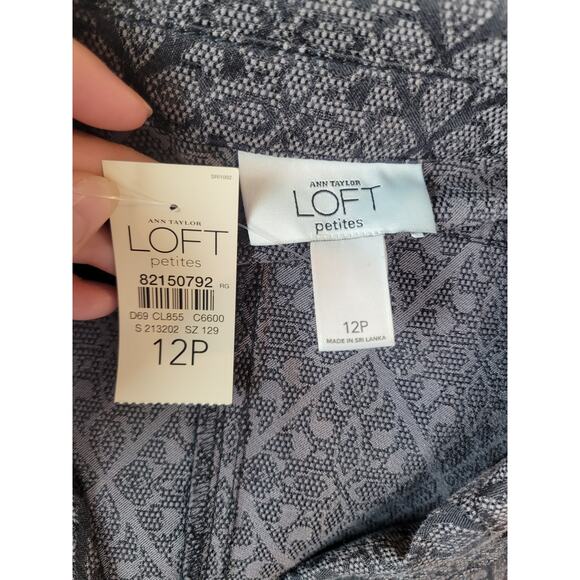 SRI1002
ANN TAYLOR
LOFT
petites
82150792
RG
D69 CL855 C6600
S 213202 SZ 129
12P
ANN TAYLOR
LOFT
petites
12P
MADE IN SRI LANKA